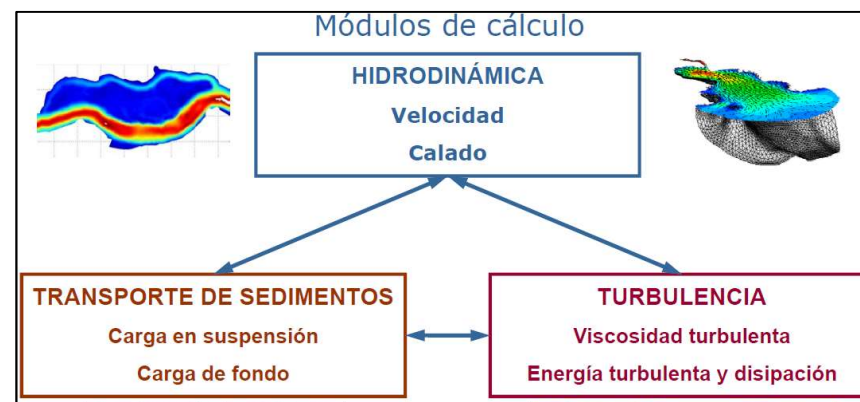 Módulos de cálculo
HIDRODINÁMICA
Velocidad
Calado
TRANSPORTE DE SEDIMENTOS
Carga en suspensión
Carga de fondo
TURBULENCIA
Viscosidad turbulenta
Energía turbulenta y disipación